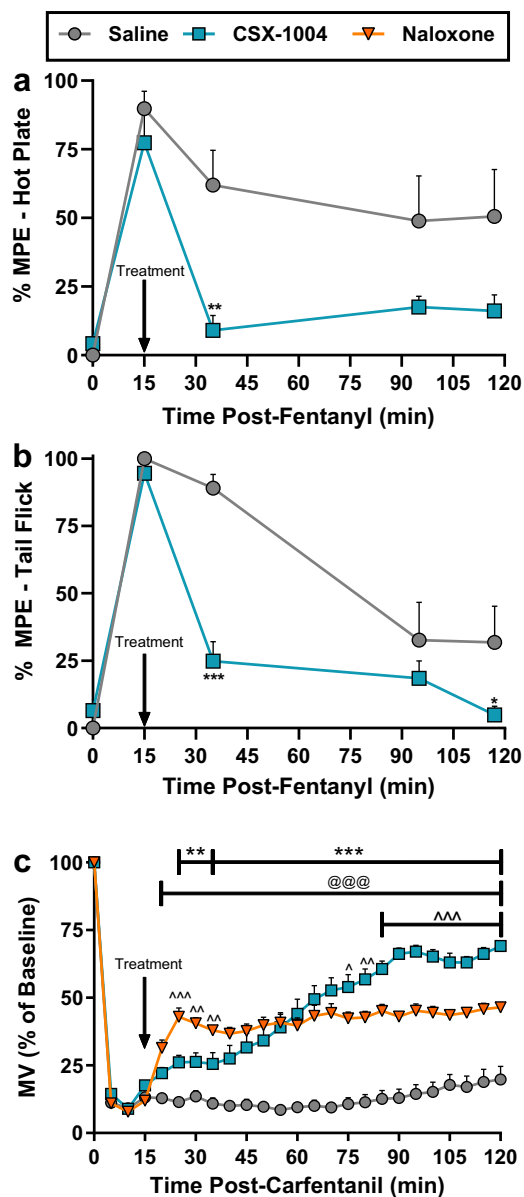 Saline CSX-1004 Naloxone
a
% MPE - Hot Plate
100
75
50
25
0
Treatment
**
0 15 30 45 60 75 90 105 120
Time Post-Fentanyl (min)
b
% MPE - Tail Flick
100
75
50
25
0
Treatment
***
*
0 15 30 45 60 75 90 105 120
Time Post-Fentanyl (min)
c
MV (% of Baseline)
100
75
50
25
0
** ***
@@@
^^^
Treatment
^^^ ^^ ^^ ^ ^^
0 15 30 45 60 75 90 105 120
Time Post-Carfentanil (min)